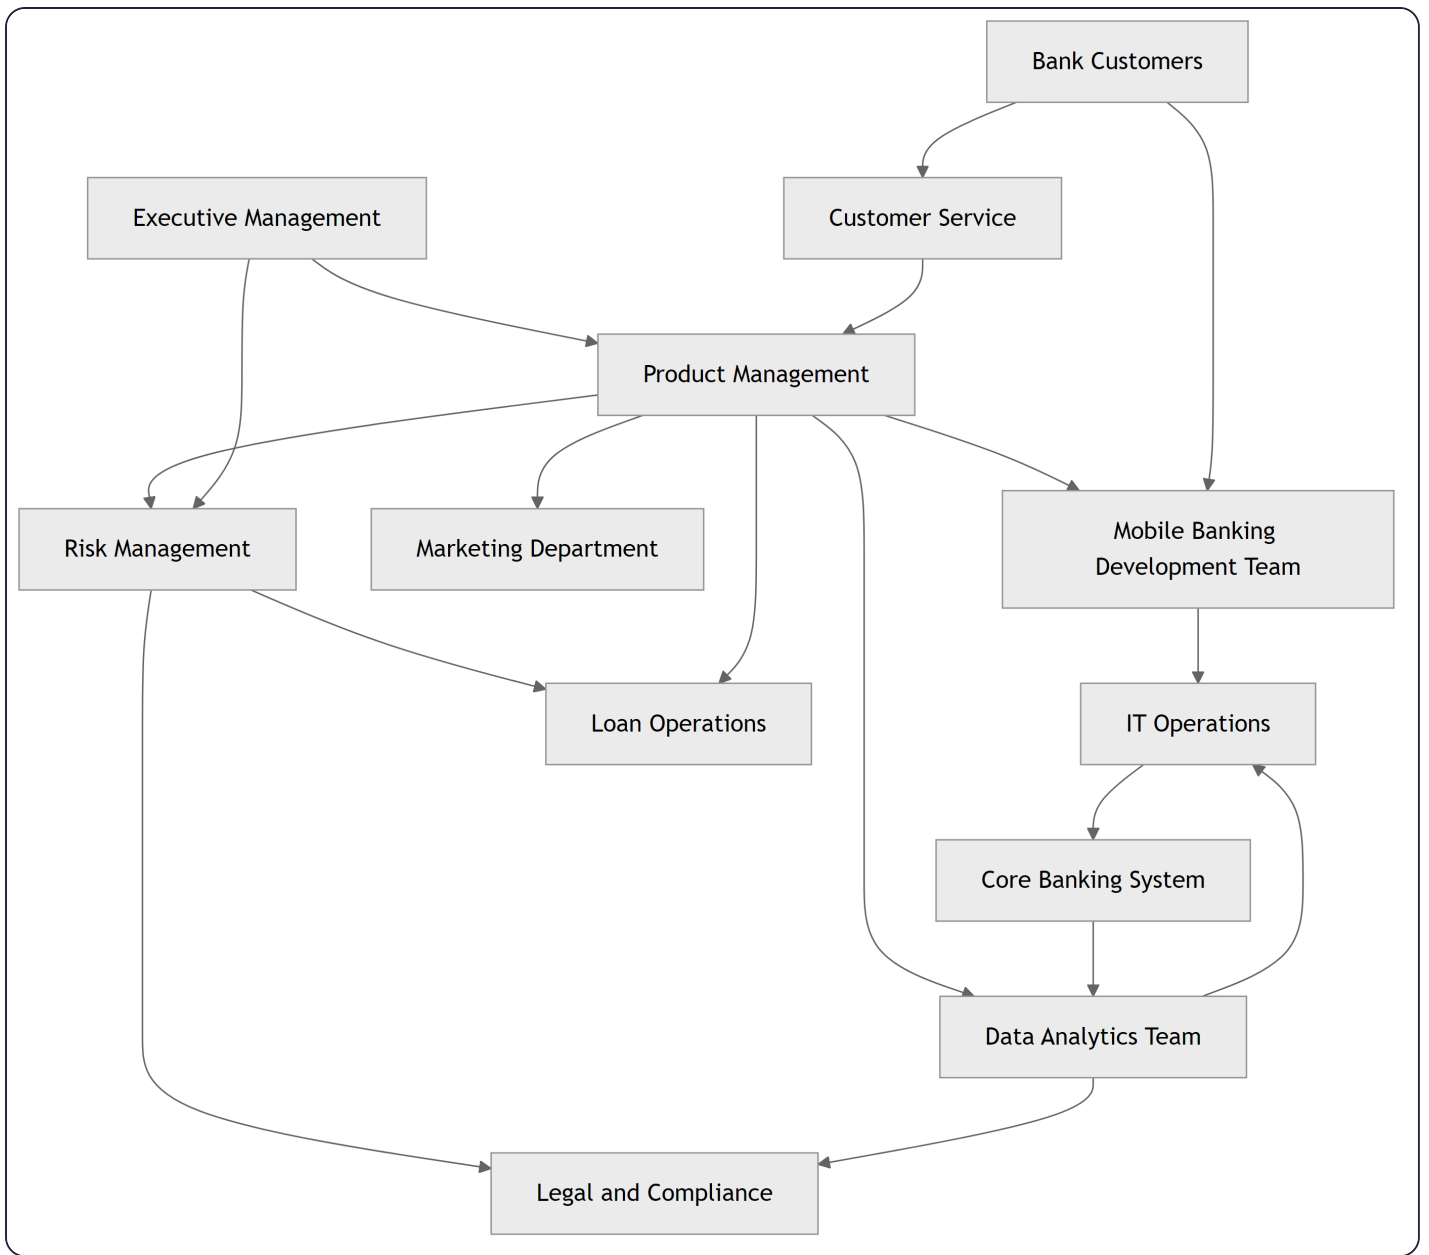 Bank Customers
Executive Management
Customer Service
Product Management
Risk Management
Marketing Department
Mobile Banking
Development Team
Loan Operations
IT Operations
Core Banking System
Data Analytics Team
Legal and Compliance